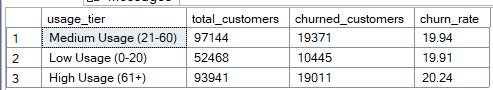 Messages
usage_tier total_customers churned_customers churn_rate
1 Medium Usage (21-60) 97144 19371 19.94
2 Low Usage (0-20) 52468 10445 19.91
3 High Usage (61+) 93941 19011 20.24